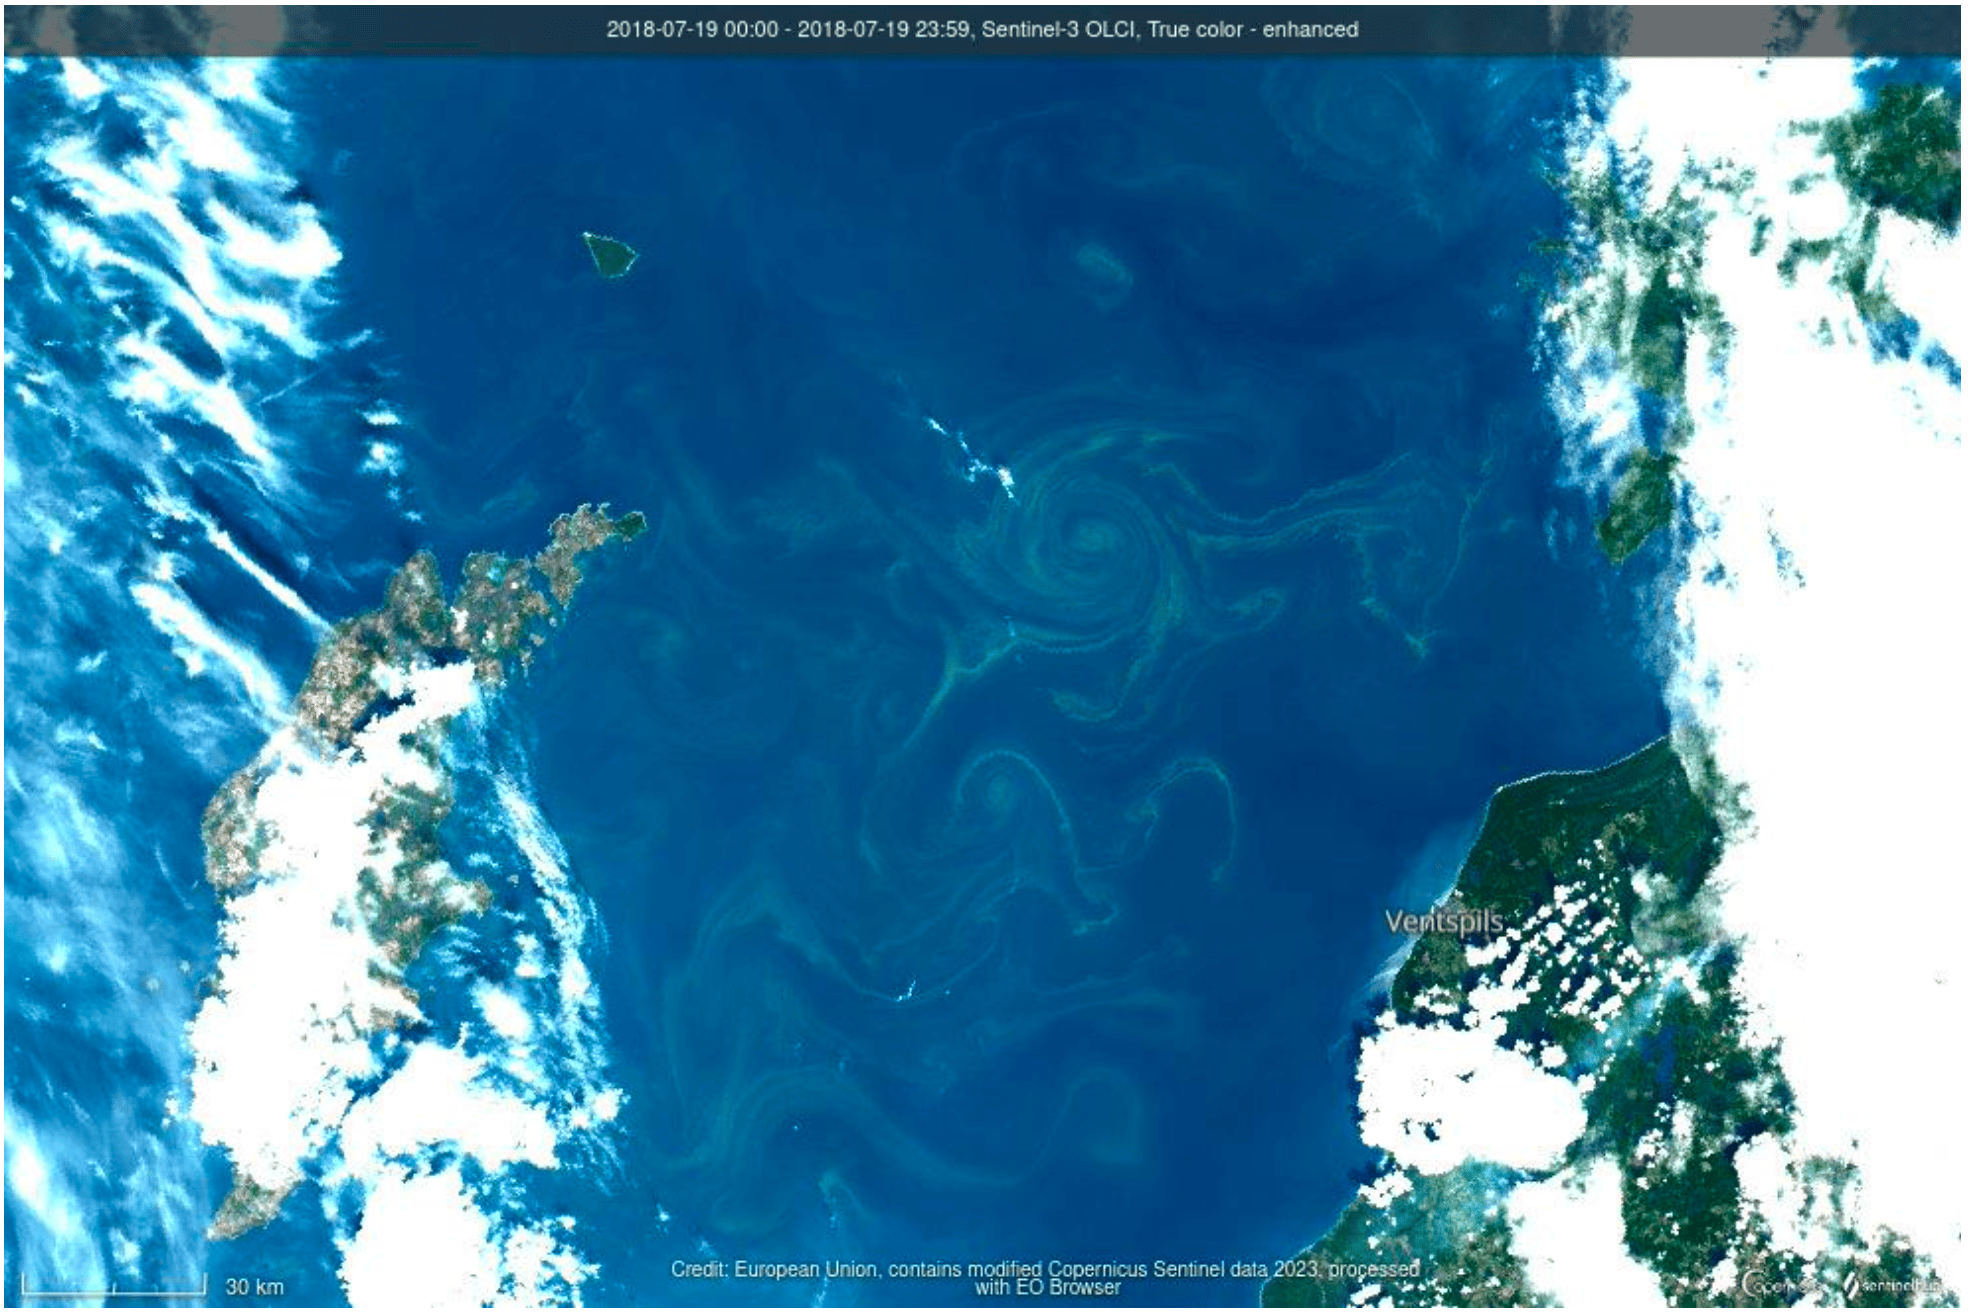 2018-07-19 00:00 - 2018-07-19 23:59, Sentinel-3 OLCI, True color - enhanced
Ventspils
Credit: European Union, contains modified Copernicus Sentinel data 2023, processed
with EO Browser
30 km